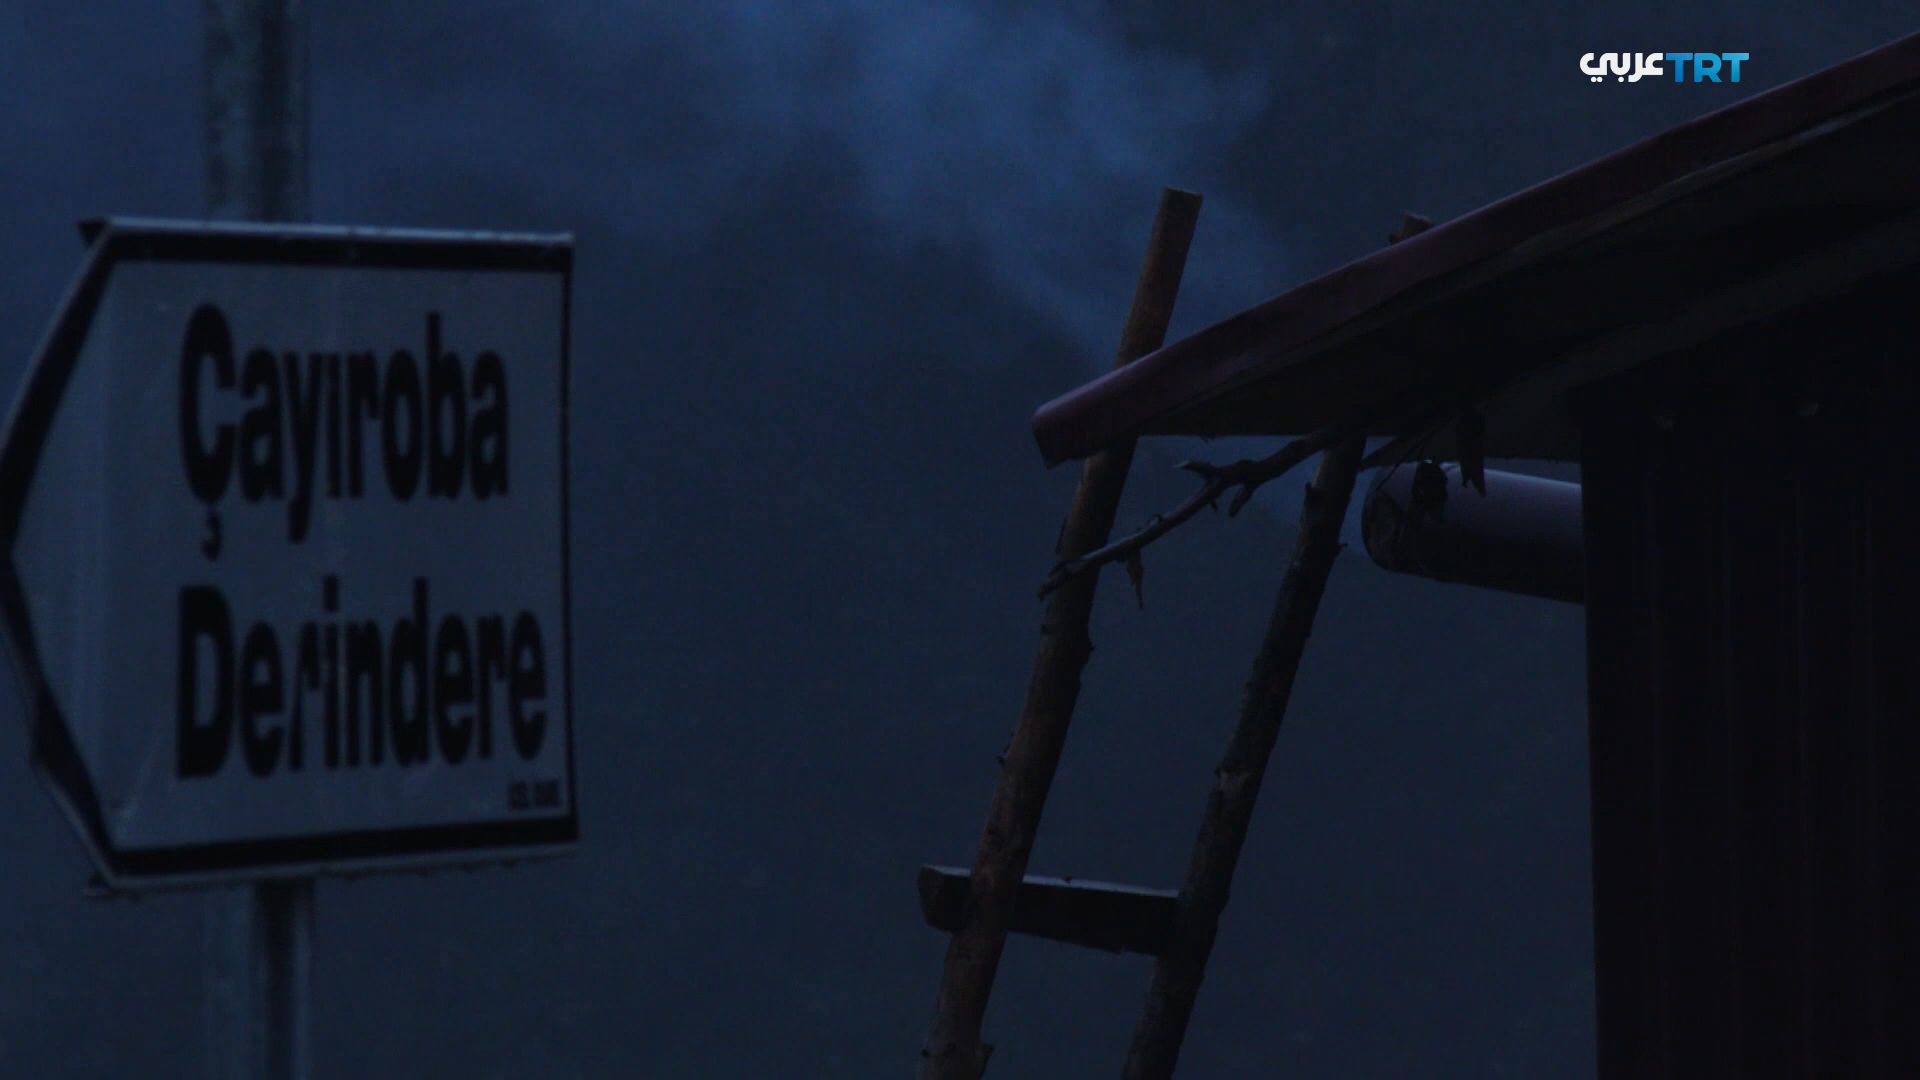 TRT عربي
Çayıroba
Derindere